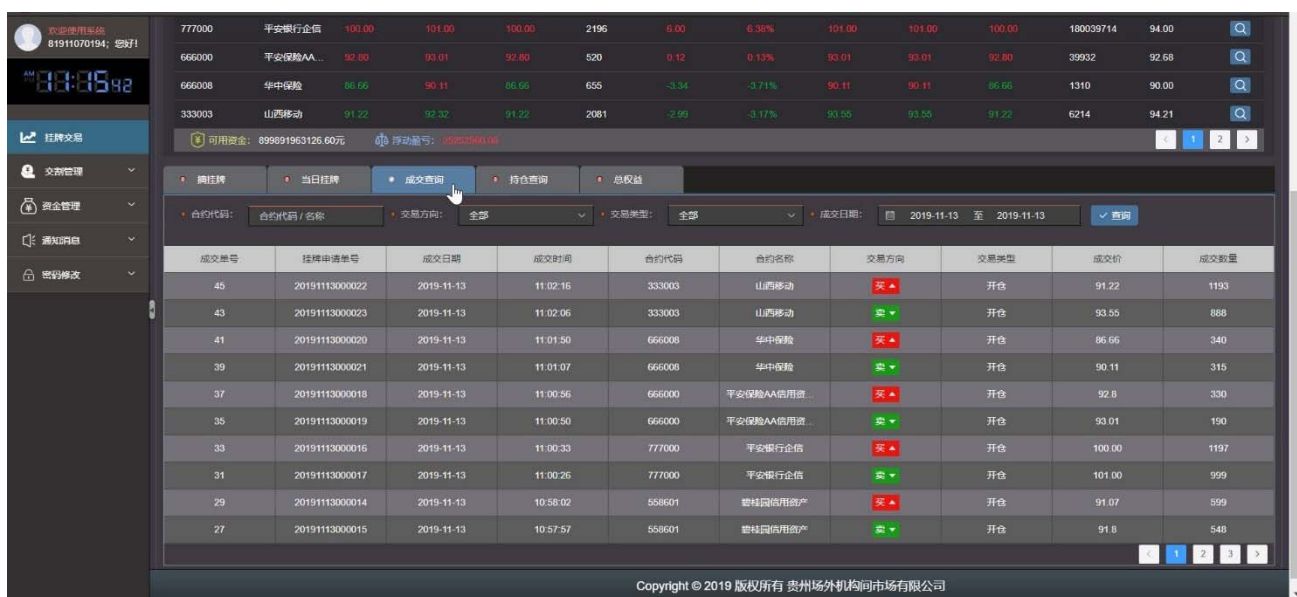 欢迎使用系统
81911070194; 您好!
AM 11:15 42
挂牌交易
交割管理
资金管理
通知消息
密码修改
777000 平安银行企信 100.00 101.00 100.00 2196 6.00 6.38% 101.00 101.00 100.00 180039714 94.00
666000 平安保险AA... 92.80 93.01 92.80 520 0.12 0.13% 93.01 93.01 92.80 39932 92.68
666008 华中保险 86.66 90.11 86.66 655 -3.34 -3.71% 90.11 90.11 86.66 1310 90.00
333003 山西移动 91.22 92.32 91.22 2081 -2.99 -3.17% 93.55 93.55 91.22 6214 94.21
可用资金: 899891963126.60元 浮动盈亏:
1 2
摘挂牌 当日挂牌 成交查询 持仓查询 总权益
合约代码: 合约代码 / 名称 交易方向: 全部 交易类型: 全部 成交日期: 2019-11-13 至 2019-11-13 查询
成交单号 挂牌申请单号 成交日期 成交时间 合约代码 合约名称 交易方向 交易类型 成交价 成交数量
45 20191113000022 2019-11-13 11:02:16 333003 山西移动 买 开仓 91.22 1193
43 20191113000023 2019-11-13 11:02:06 333003 山西移动 卖 开仓 93.55 888
41 20191113000020 2019-11-13 11:01:50 666008 华中保险 买 开仓 86.66 340
39 20191113000021 2019-11-13 11:01:07 666008 华中保险 卖 开仓 90.11 315
37 20191113000018 2019-11-13 11:00:56 666000 平安保险AA信用资... 买 开仓 92.8 330
35 20191113000019 2019-11-13 11:00:50 666000 平安保险AA信用资... 卖 开仓 93.01 190
33 20191113000016 2019-11-13 11:00:33 777000 平安银行企信 买 开仓 100.00 1197
31 20191113000017 2019-11-13 11:00:26 777000 平安银行企信 卖 开仓 101.00 999
29 20191113000014 2019-11-13 10:58:02 558601 碧桂园信用资产 买 开仓 91.07 599
27 20191113000015 2019-11-13 10:57:57 558601 碧桂园信用资产 卖 开仓 91.8 548
1 2 3
Copyright © 2019 版权所有 贵州场外机构间市场有限公司